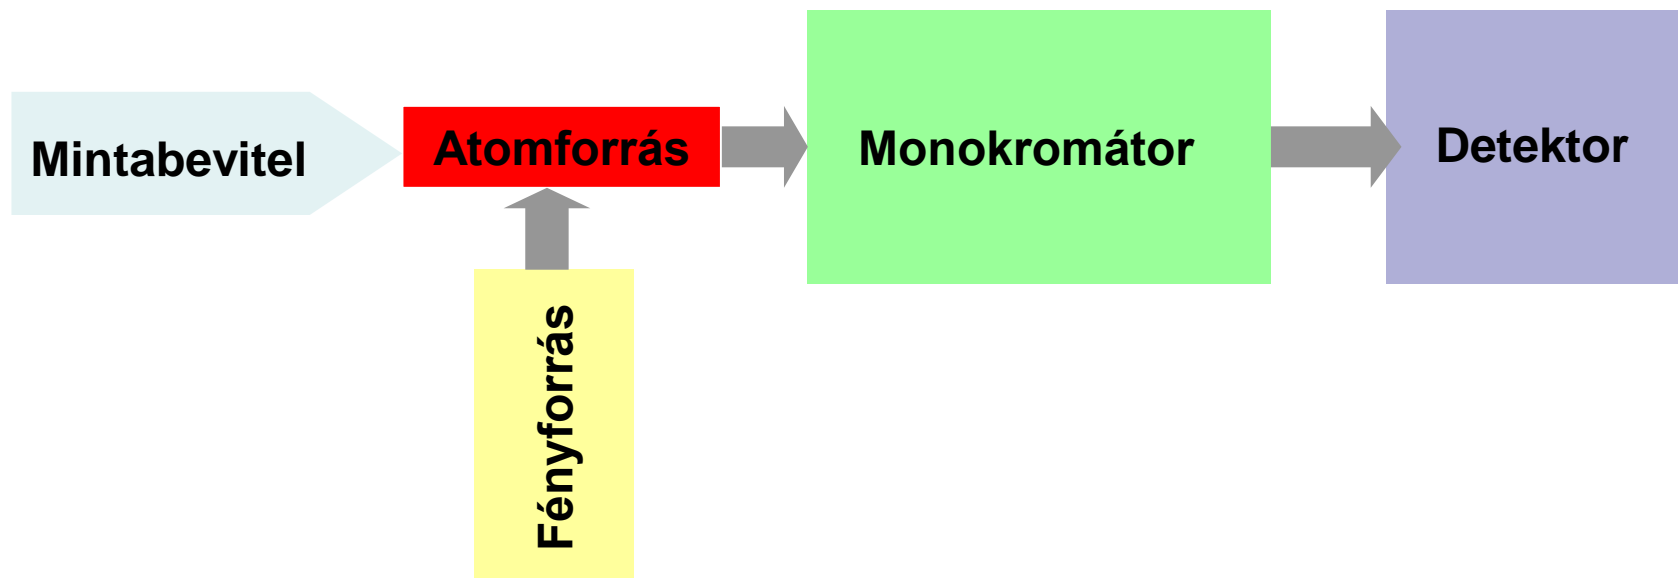 Mintabevitel
Atomforrás
Monokromátor
Detektor
Fényforrás